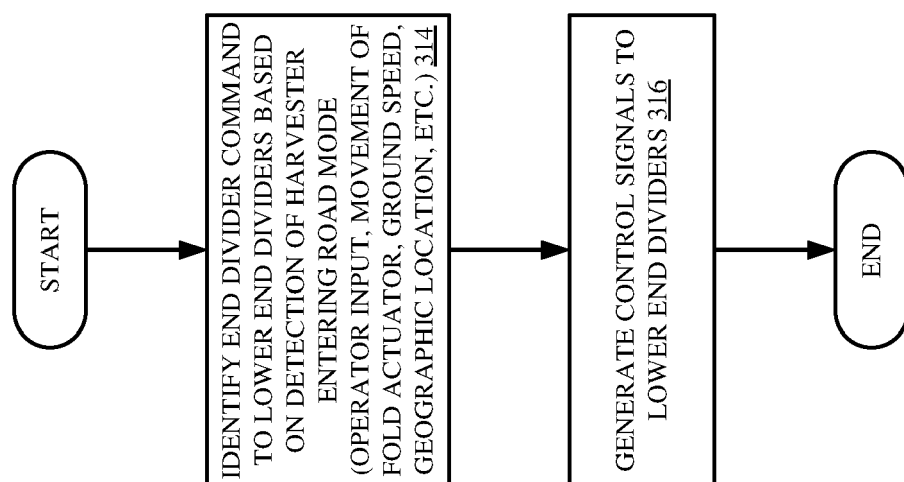 START
IDENTIFY END DIVIDER COMMAND
TO LOWER END DIVIDERS BASED
ON DETECTION OF HARVESTER
ENTERING ROAD MODE
(OPERATOR INPUT, MOVEMENT OF
FOLD ACTUATOR, GROUND SPEED,
GEOGRAPHIC LOCATION, ETC.) 314
GENERATE CONTROL SIGNALS TO
LOWER END DIVIDERS 316
END